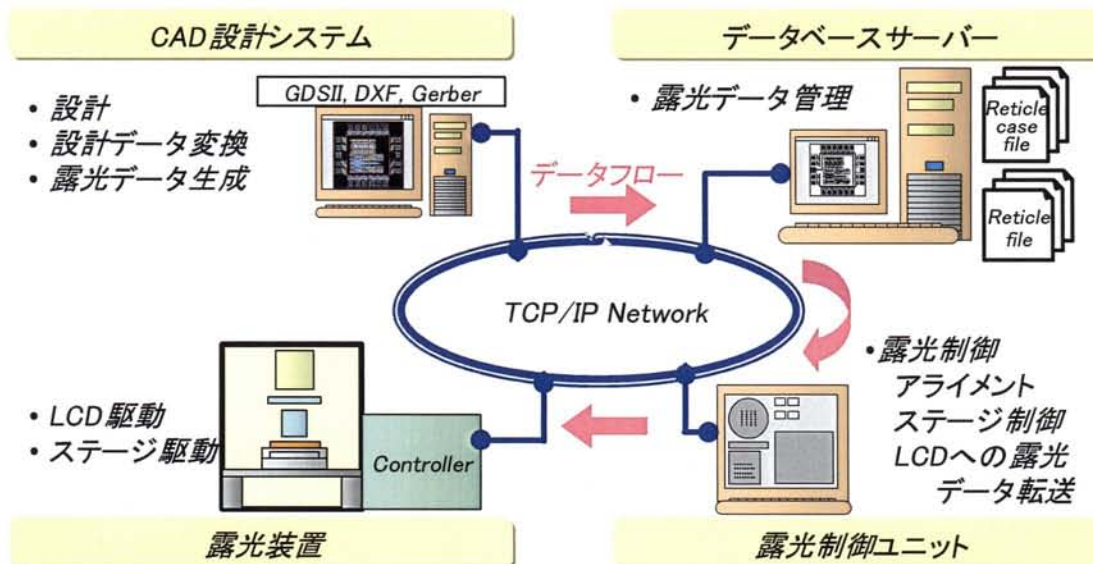 CAD設計システム
GDSII, DXF, Gerber
• 設計
• 設計データ変換
• 露光データ生成
データベースサーバー
• 露光データ管理
Reticle
case
file
Reticle
file
データフロー
TCP/IP Network
• LCD駆動
• ステージ駆動
Controller
露光装置
• 露光制御
アライメント
ステージ制御
LCDへの露光
データ転送
露光制御ユニット